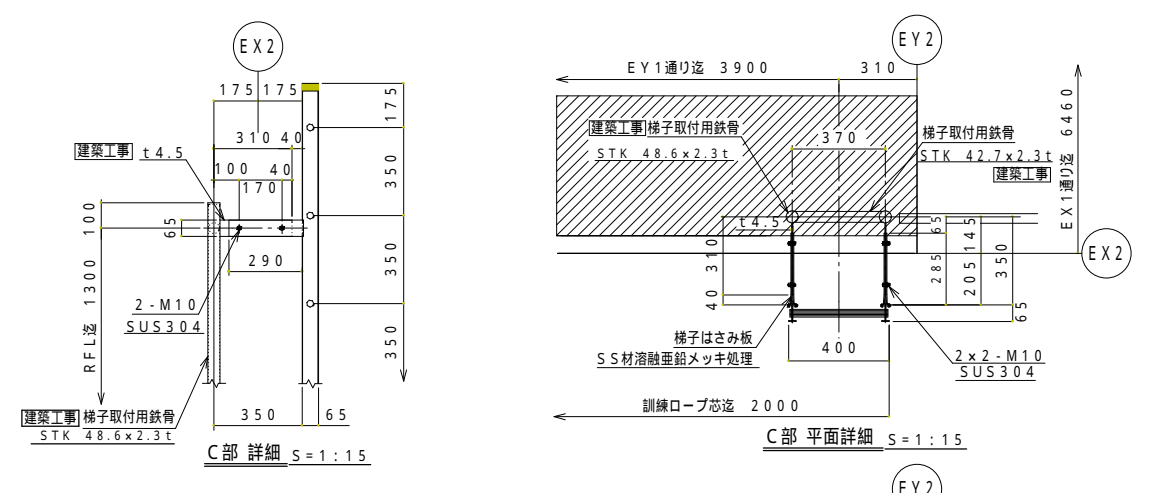 EX2
175 175
175
310 40
建築工事 t4.5
100 40
170
350
100
65
290
350
1300
RFL迄
2-M10
SUS304
350
建築工事 梯子取付用鉄骨
STK 48.6x2.3t
350 65
C部 詳細 S=1:15
EY2
EY1通り迄 3900 310
建築工事 梯子取付用鉄骨
STK 48.6x2.3t
370
梯子取付用鉄骨
STK 42.7x2.3t
建築工事
EX1通り迄 6460
t4.5
65
145
310
285
205
350
EX2
40
65
梯子はさみ板
SS材溶融亜鉛メッキ処理
400
2x2-M10
SUS304
訓練ロープ芯迄 2000
C部 平面詳細 S=1:15
EY2